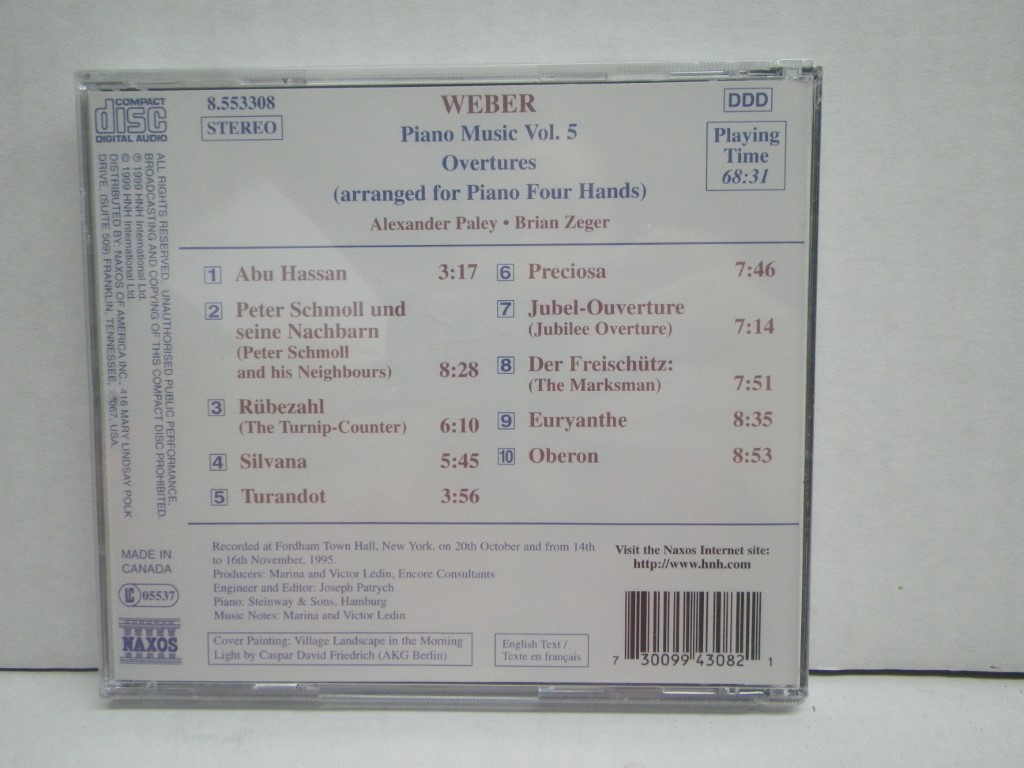 COMPACT
disc
DIGITAL AUDIO
8.553308
STEREO
WEBER
Piano Music Vol. 5
Overtures
(arranged for Piano Four Hands)
Alexander Paley • Brian Zeger
DDD
Playing
Time
68:31
1 Abu Hassan 3:17
2 Peter Schmoll und
seine Nachbarn
(Peter Schmoll
and his Neighbours) 8:28
3 Rübezahl
(The Turnip-Counter) 6:10
4 Silvana 5:45
5 Turandot 3:56
6 Preciosa 7:46
7 Jubel-Ouverture
(Jubilee Overture) 7:14
8 Der Freischütz:
(The Marksman) 7:51
9 Euryanthe 8:35
10 Oberon 8:53
ALL RIGHTS RESERVED. UNAUTHORISED PUBLIC PERFORMANCE,
BROADCASTING AND COPYING OF THIS COMPACT DISC PROHIBITED.
℗ 1999 HNH International Ltd.
© 1999 HNH International Ltd.
DISTRIBUTED BY: NAXOS OF AMERICA INC., 416 MARY LINDSAY POLK
DRIVE, (SUITE 509) FRANKLIN, TENNESSEE, USA.
MADE IN
CANADA
LC 05537
NAXOS
Recorded at Fordham Town Hall, New York, on 20th October and from 14th
to 16th November, 1995.
Producers: Marina and Victor Ledin, Encore Consultants
Engineer and Editor: Joseph Patrych
Piano: Steinway & Sons, Hamburg
Music Notes: Marina and Victor Ledin
Cover Painting: Village Landscape in the Morning
Light by Caspar David Friedrich (AKG Berlin)
English Text /
Texte en français
Visit the Naxos Internet site:
http://www.hnh.com
7 30099 43082 1